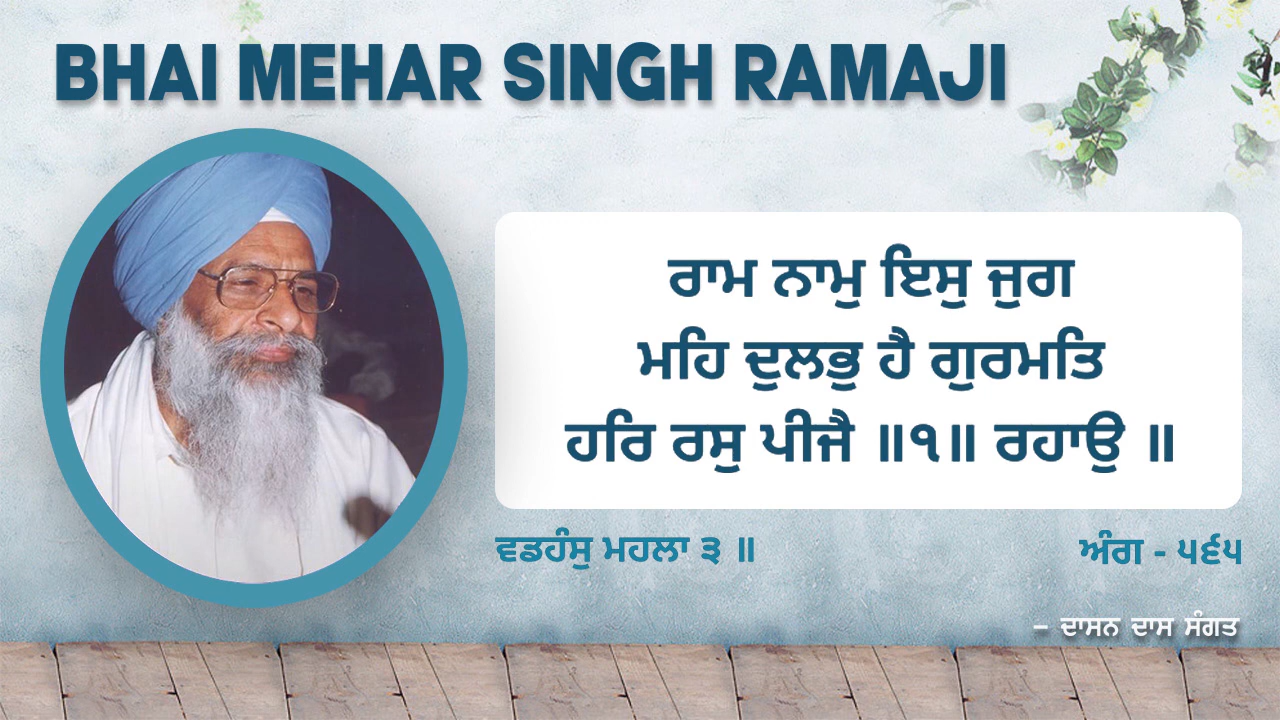 BHAI MEHAR SINGH RAMAJI
ਰਾਮ ਨਾਮੁ ਇਸੁ ਜੁਗ
ਮਹਿ ਦੁਲਭੁ ਹੈ ਗੁਰਮਤਿ
ਹਰਿ ਰਸੁ ਪੀਜੈ ॥੧॥ ਰਹਾਉ ॥
ਵਡਹੰਸੁ ਮਹਲਾ ੩ ॥
ਅੰਗ - ੫੬੫
– ਦਾਸਨ ਦਾਸ ਸੰਗਤ